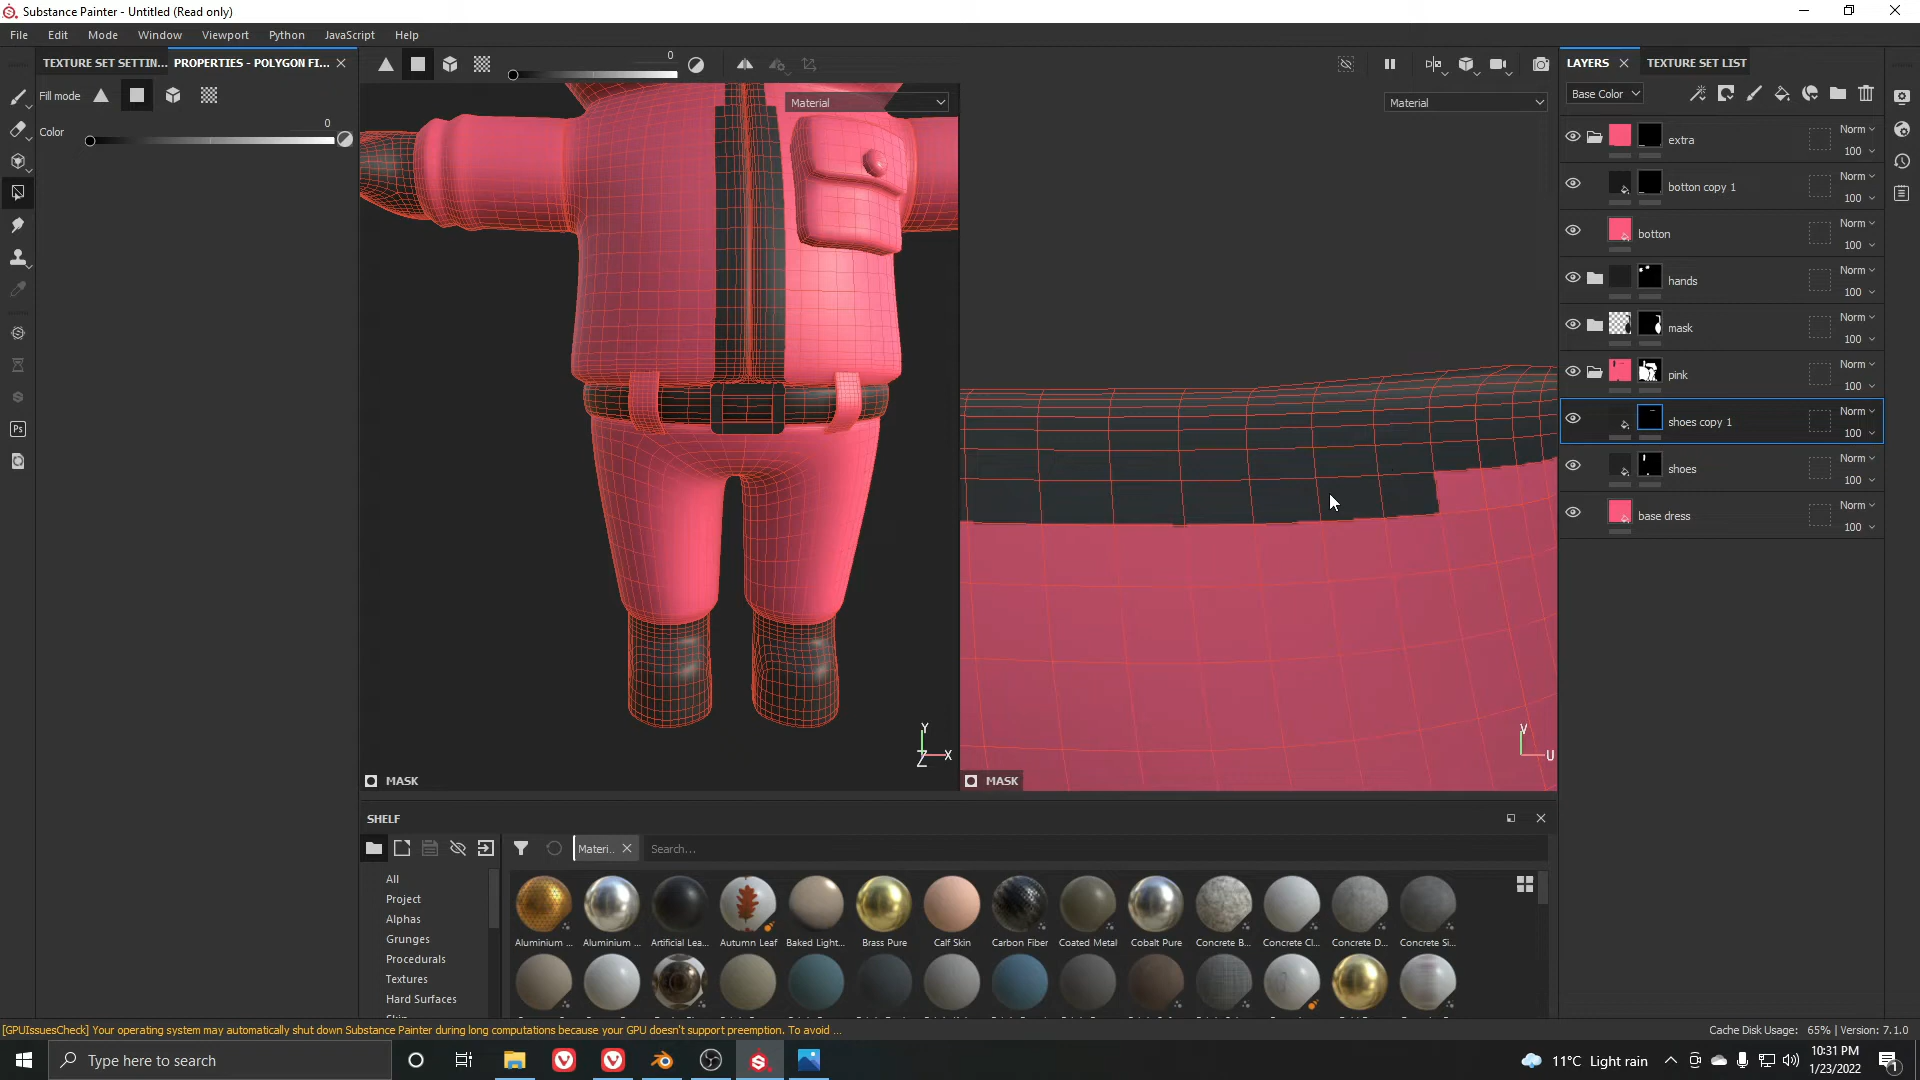 Substance Painter - Untitled (Read only)
File Edit Mode Window Viewport Python JavaScript Help
TEXTURE SET SETTIN... PROPERTIES - POLYGON FI...
Fill mode
Color
0
0
Material
Material
MASK
MASK
Y
X
Z
V
U
LAYERS TEXTURE SET LIST
Base Color
extra Norm 100
botton copy 1 Norm 100
botton Norm 100
hands Norm 100
mask Norm 100
pink Norm 100
shoes copy 1 Norm 100
shoes Norm 100
base dress Norm 100
SHELF
Materi.. Search...
All
Project
Alphas
Grunges
Procedurals
Textures
Hard Surfaces
Aluminium ... Aluminium ... Artificial Lea... Autumn Leaf Baked Light... Brass Pure Calf Skin Carbon Fiber Coated Metal Cobalt Pure Concrete B... Concrete Cl... Concrete D... Concrete Si...
[GPUIssuesCheck] Your operating system may automatically shut down Substance Painter during long computations because your GPU doesn't support preemption. To avoid ...
Cache Disk Usage: 65% | Version: 7.1.0
Type here to search
Ps
11°C Light rain
10:31 PM
1/23/2022
1